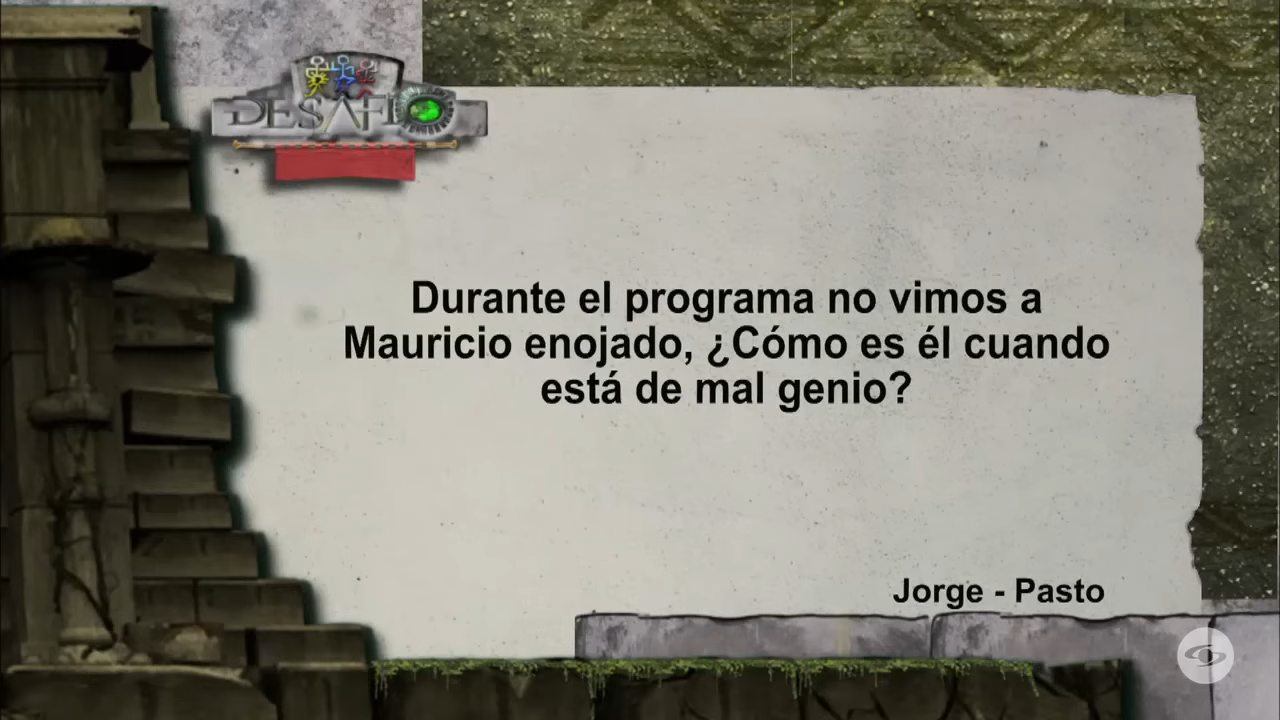 DESAFIO
Durante el programa no vimos a
Mauricio enojado, ¿Cómo es él cuando
está de mal genio?
Jorge - Pasto